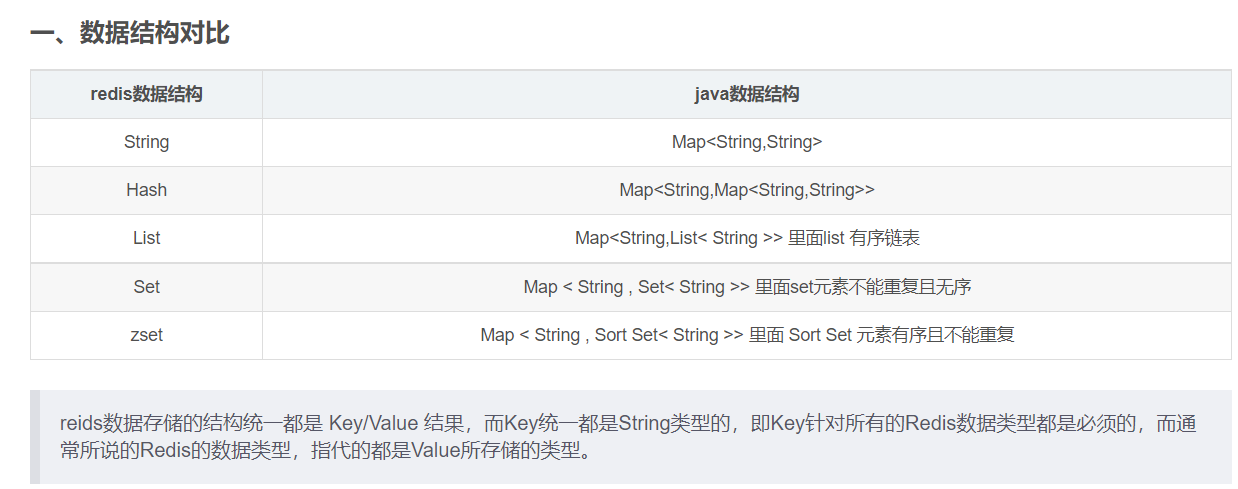 一、数据结构对比
redis数据结构 java数据结构
String Map<String,String>
Hash Map<String,Map<String,String>>
List Map<String,List< String >> 里面list 有序链表
Set Map < String , Set< String >> 里面set元素不能重复且无序
zset Map < String , Sort Set< String >> 里面 Sort Set 元素有序且不能重复
reids数据存储的结构统一都是 Key/Value 结果，而Key统一都是String类型的，即Key针对所有的Redis数据类型都是必须的，而通
常所说的Redis的数据类型，指代的都是Value所存储的类型。